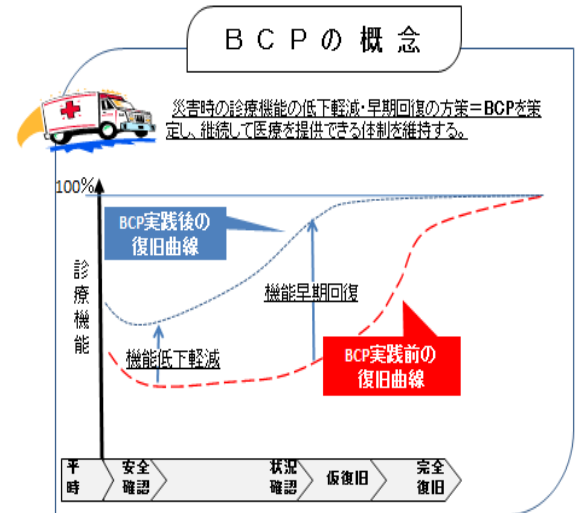 BCPの概念
災害時の診療機能の低下軽減・早期回復の方策＝BCPを策
定し、継続して医療を提供できる体制を維持する。
100%
BCP実践後の
復旧曲線
診療機能
機能早期回復
機能低下軽減
BCP実践前の
復旧曲線
平時
安全
確認
状況
確認
仮復旧
完全
復旧